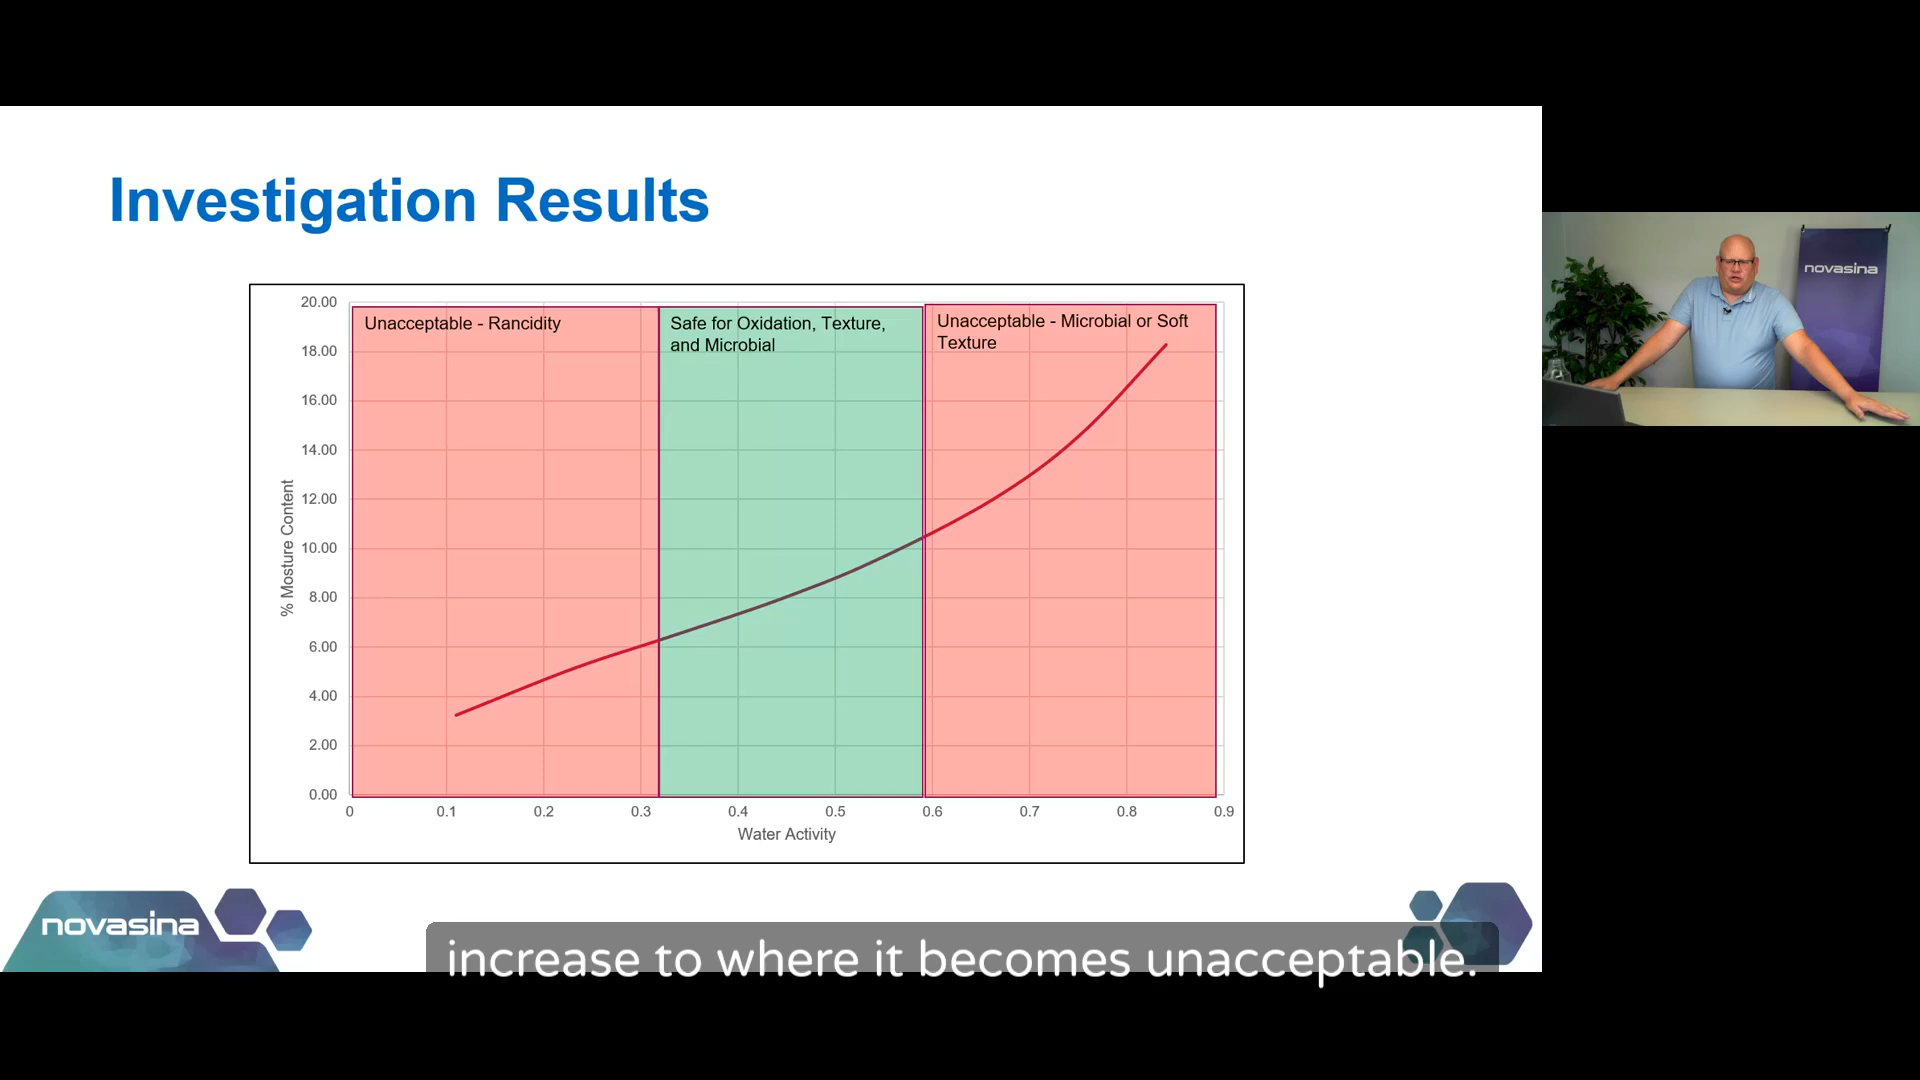 Investigation Results
Unacceptable - Rancidity
Safe for Oxidation, Texture,
and Microbial
Unacceptable - Microbial or Soft
Texture
20.00
18.00
16.00
14.00
12.00
10.00
8.00
6.00
4.00
2.00
0.00
% Mosture Content
0 0.1 0.2 0.3 0.4 0.5 0.6 0.7 0.8 0.9
Water Activity
novasina
novasina
increase to where it becomes unacceptable.